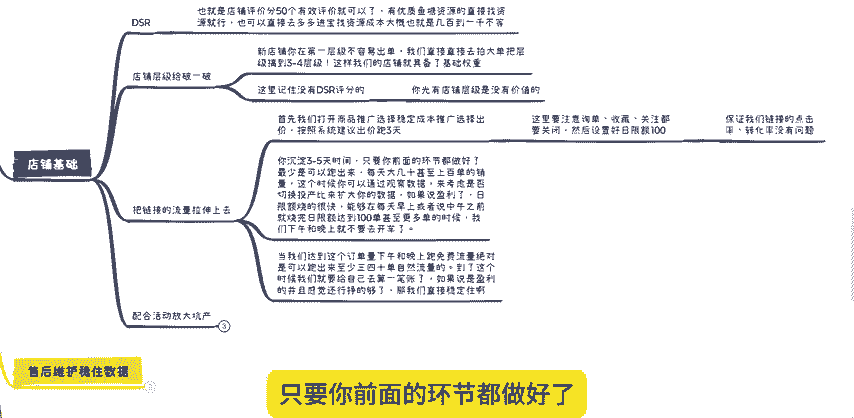 DSR
也就是店铺评价分50个有效评价就可以了，有优质鱼塘资源的直接找资
源就行，也可以直接去多多进宝找资源成本大概也就是几百到一千不等
店铺层级给破一破
新店铺你在第一层级不容易出单，我们直接直接去拍大单把层
级搞到3-4层级！这样我们的店铺就具备了基础权重
这里记住没有DSR评分的
你光有店铺层级是没有价值的
店铺基础
把链接的流量拉伸上去
首先我们打开商品推广选择稳定成本推广选择出
价，按照系统建议出价跑3天
这里要注意询单、收藏、关注都
要关闭，然后设置好日限额100
保证我们链接的点击
率、转化率没有问题
你沉淀3-5天时间，只要你前面的环节都做好了
最少是可以跑出来，每天大几十甚至上百单的销
量，这个时候你可以通过观察数据，来考虑是否
切换投产比来扩大你的数据，如果说盈利了，日
限额烧的很快，能够在每天早上或者说中午之前
就烧完日限额达到100单甚至更多单的时候，我
们下午和晚上就不要去开车了。
当我们达到这个订单量下午和晚上跑免费流量绝对
是可以跑出来至少三四十单自然流量的。到了这个
时候我们就要给自己去算一笔账了，如果说是盈利
的并且感觉还行挣的够了，那我们直接稳定住啊
配合活动放大坑产
3
售后维护稳住数据
只要你前面的环节都做好了